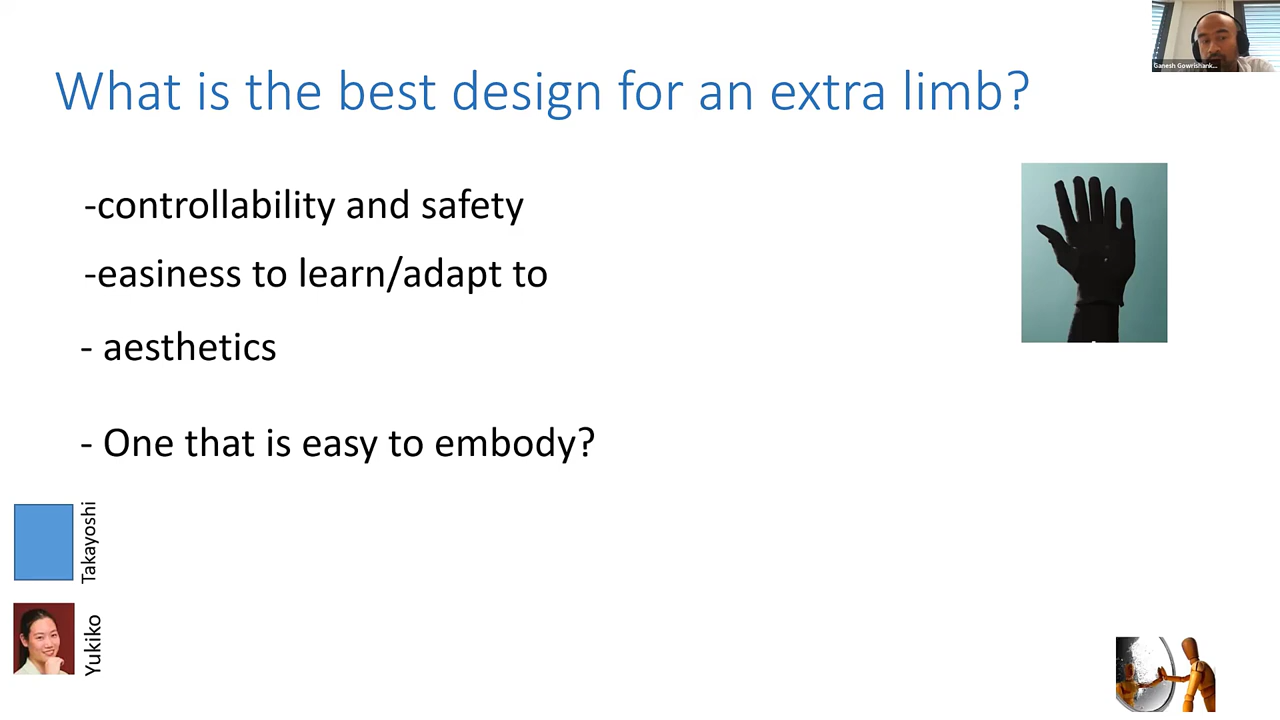 Ganesh Gowrishank...
What is the best design for an extra limb?
-controllability and safety
-easiness to learn/adapt to
- aesthetics
- One that is easy to embody?
Takayoshi
Yukiko